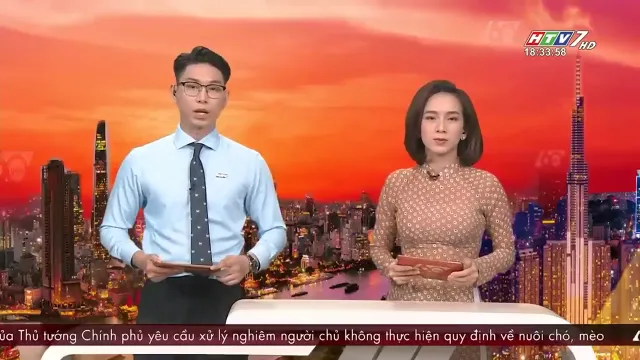 HTV7 HD
18:33:58
ủa Thủ tướng Chính phủ yêu cầu xử lý nghiêm người chủ không thực hiện quy định về nuôi chó, mèo